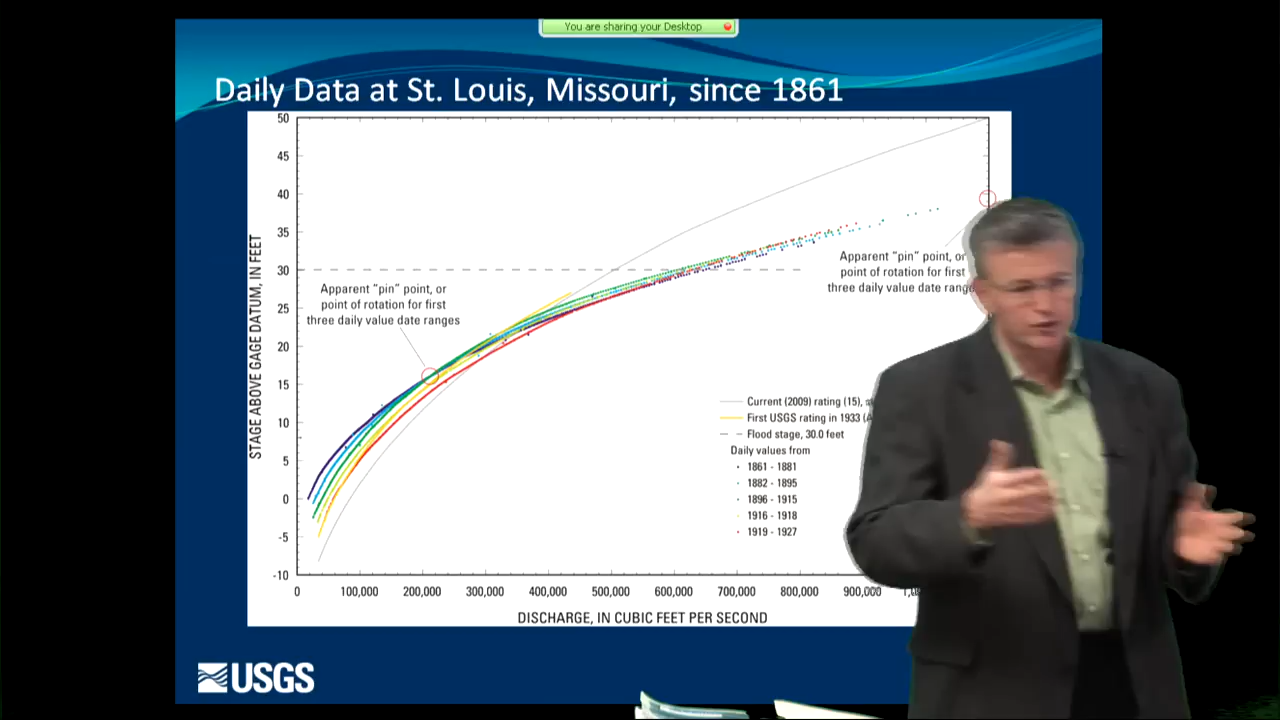 You are sharing your Desktop
Daily Data at St. Louis, Missouri, since 1861
50
45
40
35
30
25
20
15
10
5
0
-5
-10
STAGE ABOVE GAGE DATUM, IN FEET
Apparent "pin" point, or
point of rotation for first
three daily value date ranges
Apparent "pin" point, or
point of rotation for first
three daily value date
Current (2009) rating (15),
First USGS rating in 1933
Flood stage, 30.0 feet
Daily values from
1861 - 1881
1882 - 1895
1896 - 1915
1916 - 1918
1919 - 1927
0 100,000 200,000 300,000 400,000 500,000 600,000 700,000 800,000 900,000
DISCHARGE, IN CUBIC FEET PER SECOND
USGS